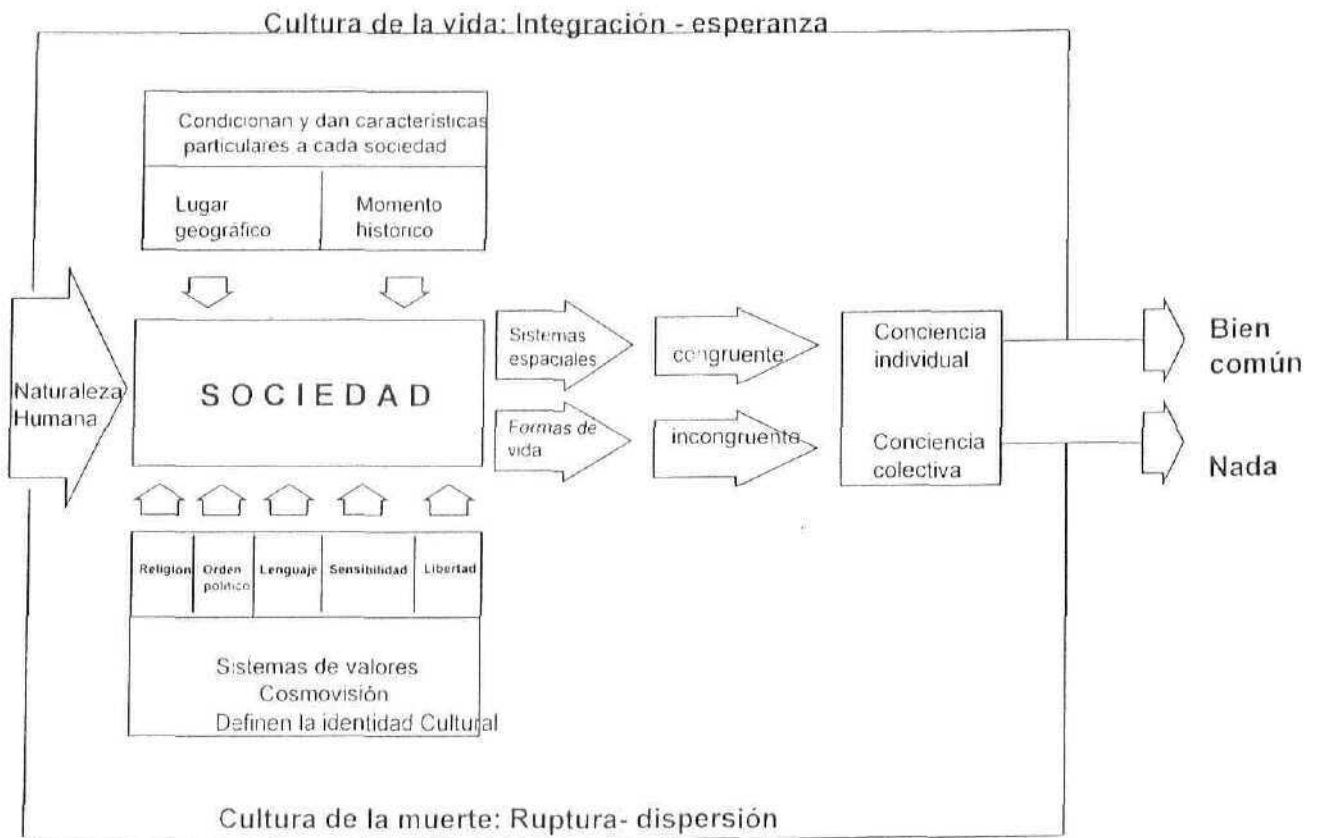 Cultura de la vida: Integración - esperanza
Condicionan y dan características
particulares a cada sociedad
Lugar
geográfico
Momento
histórico
Naturaleza
Humana
SOCIEDAD
Sistemas
espaciales
congruente
Conciencia
individual
Bien
común
Formas de
vida
incongruente
Conciencia
colectiva
Nada
Religión
Orden
político
Lenguaje
Sensibilidad
Libertad
Sistemas de valores
Cosmovisión
Definen la identidad Cultural
Cultura de la muerte: Ruptura- dispersión